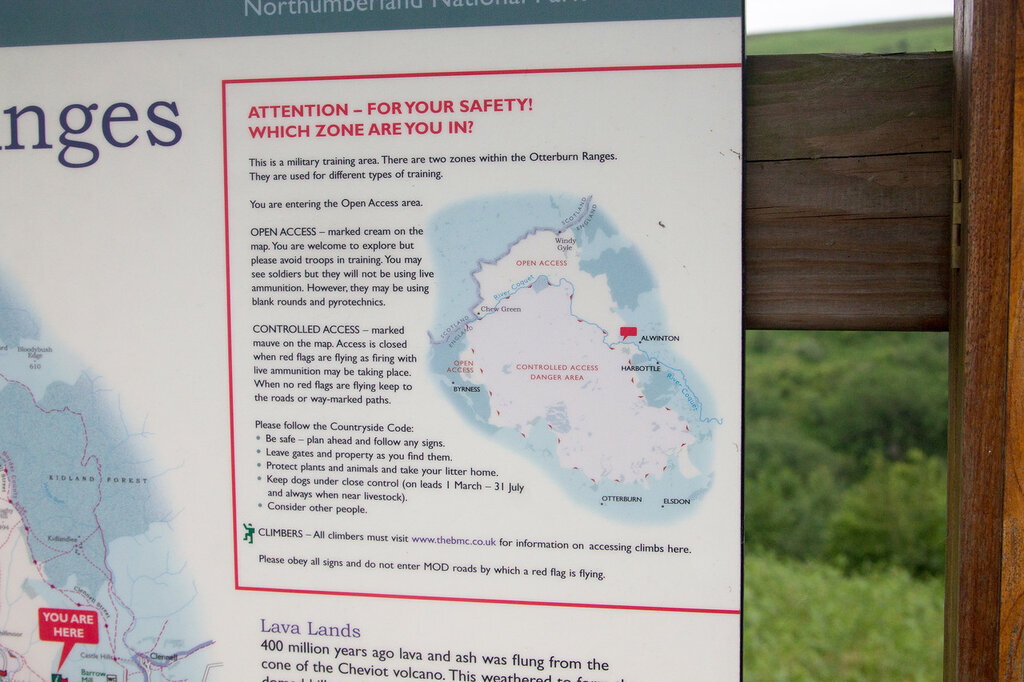 Northumberland National Park
nges
ATTENTION – FOR YOUR SAFETY!
WHICH ZONE ARE YOU IN?
This is a military training area. There are two zones within the Otterburn Ranges.
They are used for different types of training.
You are entering the Open Access area.
OPEN ACCESS – marked cream on the
map. You are welcome to explore but
please avoid troops in training. You may
see soldiers but they will not be using live
ammunition. However, they may be using
blank rounds and pyrotechnics.
CONTROLLED ACCESS – marked
mauve on the map. Access is closed
when red flags are flying as firing with
live ammunition may be taking place.
When no red flags are flying keep to
the roads or way-marked paths.
Please follow the Countryside Code:
• Be safe – plan ahead and follow any signs.
• Leave gates and property as you find them.
• Protect plants and animals and take your litter home.
• Keep dogs under close control (on leads 1 March – 31 July
and always when near livestock).
• Consider other people.
CLIMBERS – All climbers must visit www.thebmc.co.uk for information on accessing climbs here.
Please obey all signs and do not enter MOD roads by which a red flag is flying.
SCOTLAND
ENGLAND
Windy
Gyle
OPEN ACCESS
River Coquet
Chew Green
SCOTLAND
ENGLAND
ALWINTON
OPEN
ACCESS
CONTROLLED ACCESS
DANGER AREA
HARBOTTLE
BYRNESS
River Coquet
OTTERBURN
ELSDON
Bloodybush
Edge
610
KIDLAND FOREST
Kidlandlee
Clennell Street
YOU ARE
HERE
Castle Hills
Clennell
Barrow
Mill
Lava Lands
400 million years ago lava and ash was flung from the
cone of the Cheviot volcano. This weathered to